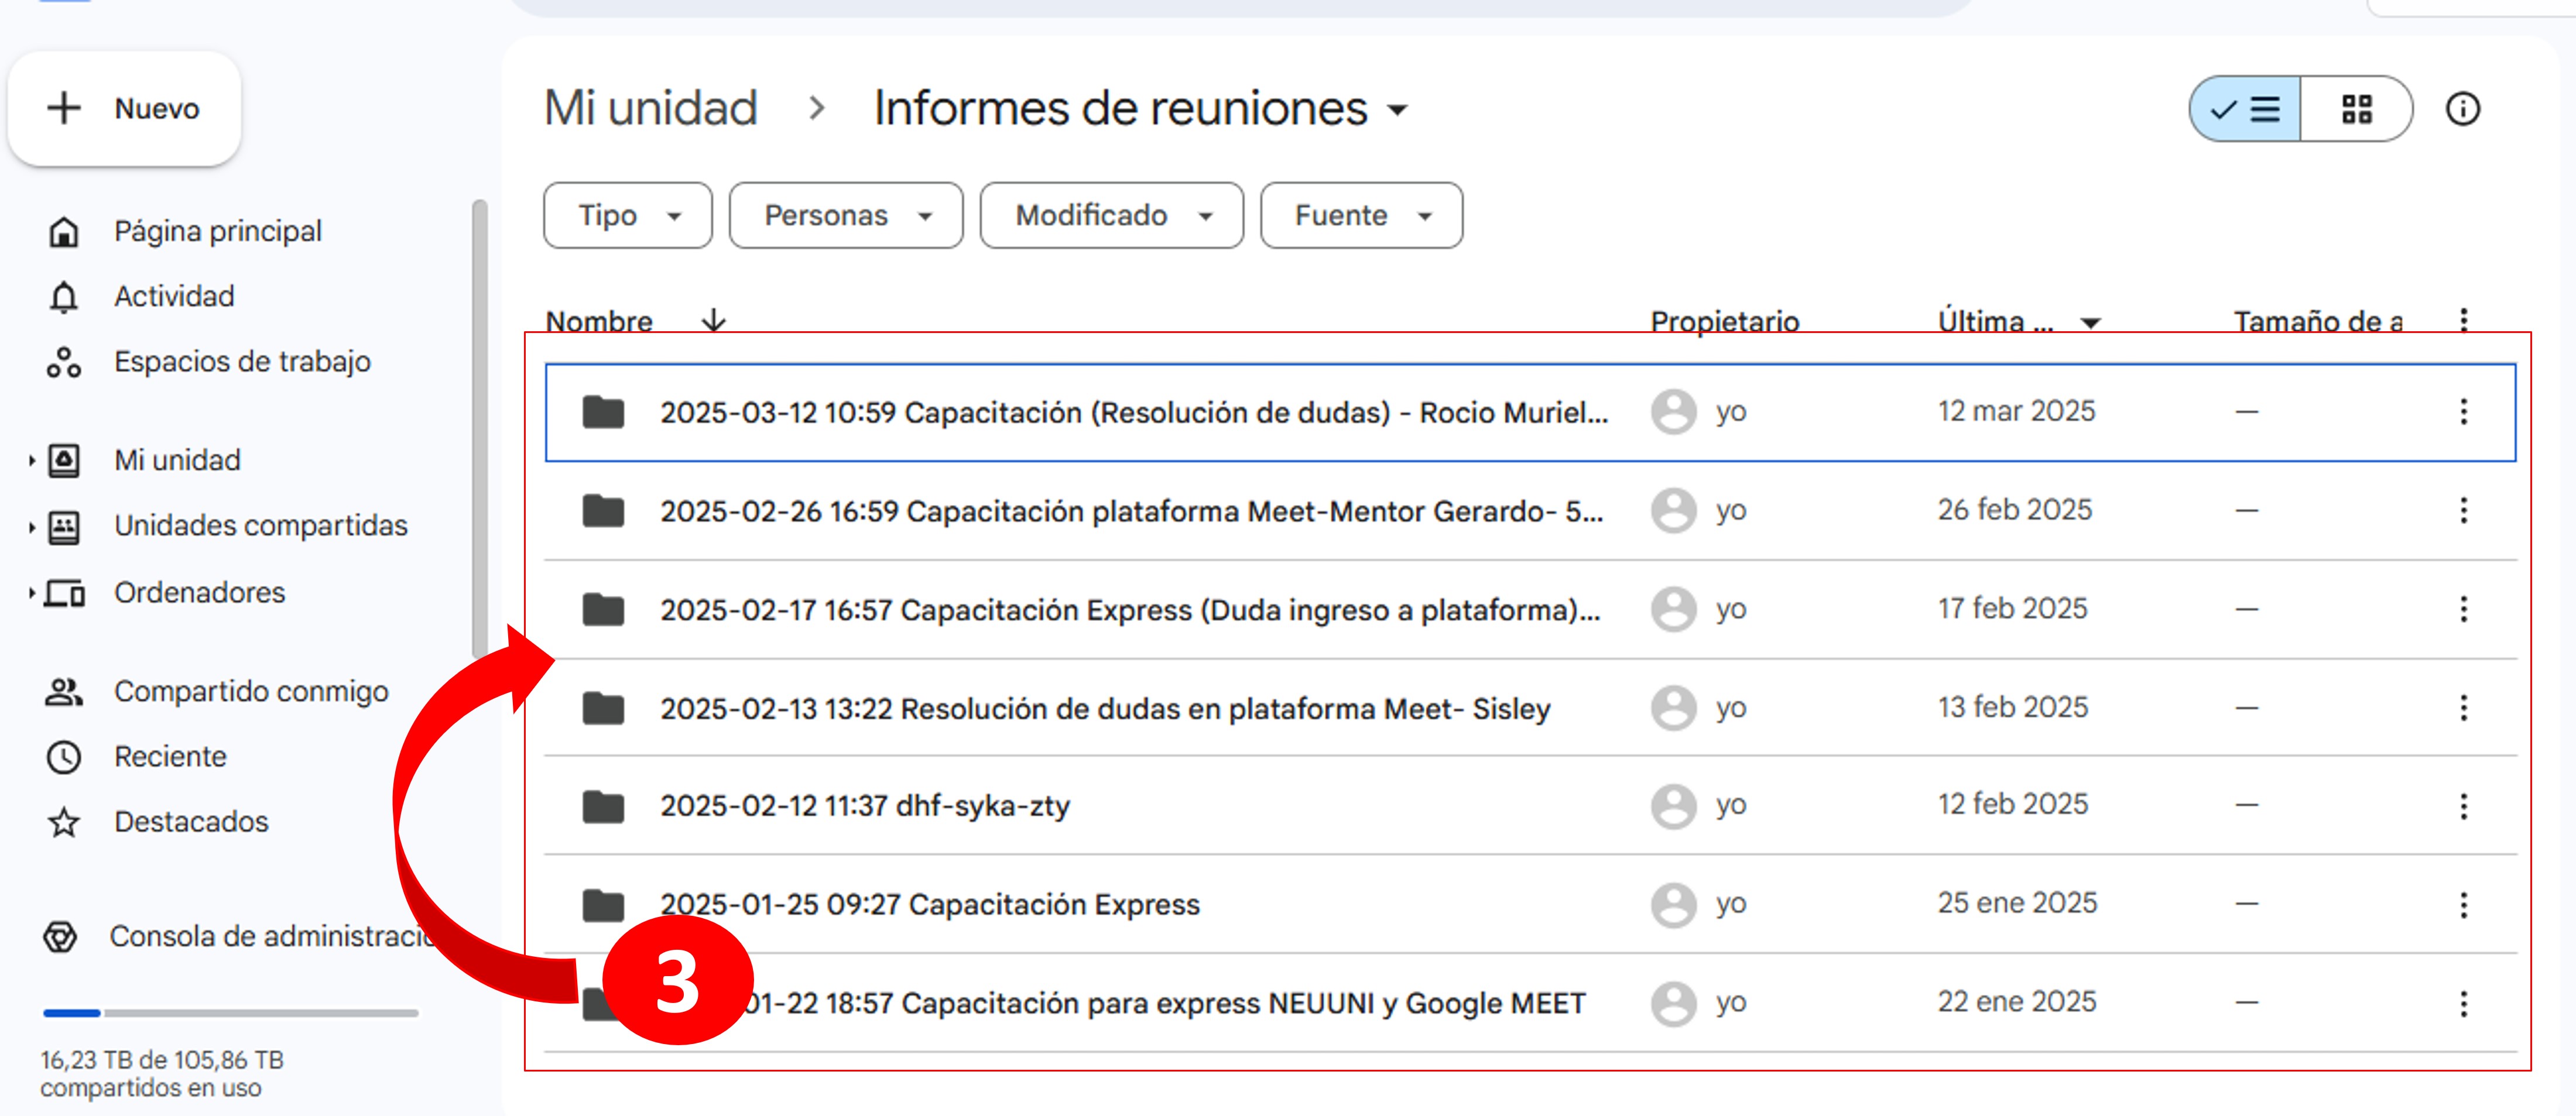 Nuevo
Página principal
Actividad
Espacios de trabajo
Mi unidad
Unidades compartidas
Ordenadores
Compartido conmigo
Reciente
Destacados
Consola de administració
16,23 TB de 105,86 TB
compartidos en uso
Mi unidad > Informes de reuniones
Tipo Personas Modificado Fuente
Nombre Propietario Última ... Tamaño de a
2025-03-12 10:59 Capacitación (Resolución de dudas) - Rocio Muriel... yo 12 mar 2025 —
2025-02-26 16:59 Capacitación plataforma Meet-Mentor Gerardo- 5... yo 26 feb 2025 —
2025-02-17 16:57 Capacitación Express (Duda ingreso a plataforma)... yo 17 feb 2025 —
2025-02-13 13:22 Resolución de dudas en plataforma Meet- Sisley yo 13 feb 2025 —
2025-02-12 11:37 dhf-syka-zty yo 12 feb 2025 —
2025-01-25 09:27 Capacitación Express yo 25 ene 2025 —
3
01-22 18:57 Capacitación para express NEUUNI y Google MEET yo 22 ene 2025 —